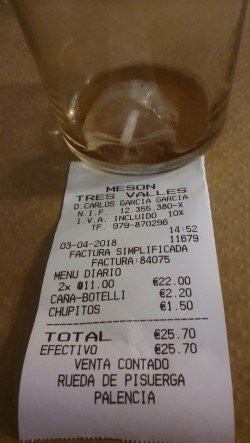 MESON
TRES VALLES
D.CARLOS GARCIA GARCIA
N.I.F. 12.355.380-X
I.V.A. INCLUIDO 10%
TF. 979-870296
14:52
03-04-2018 11679
FACTURA SIMPLIFICADA
FACTURA:84075
MENU DIARIO
2x @11.00 €22.00
CAÑA-BOTELLI €2.20
CHUPITOS €1.50
TOTAL €25.70
EFECTIVO €25.70
VENTA CONTADO
RUEDA DE PISUERGA
PALENCIA